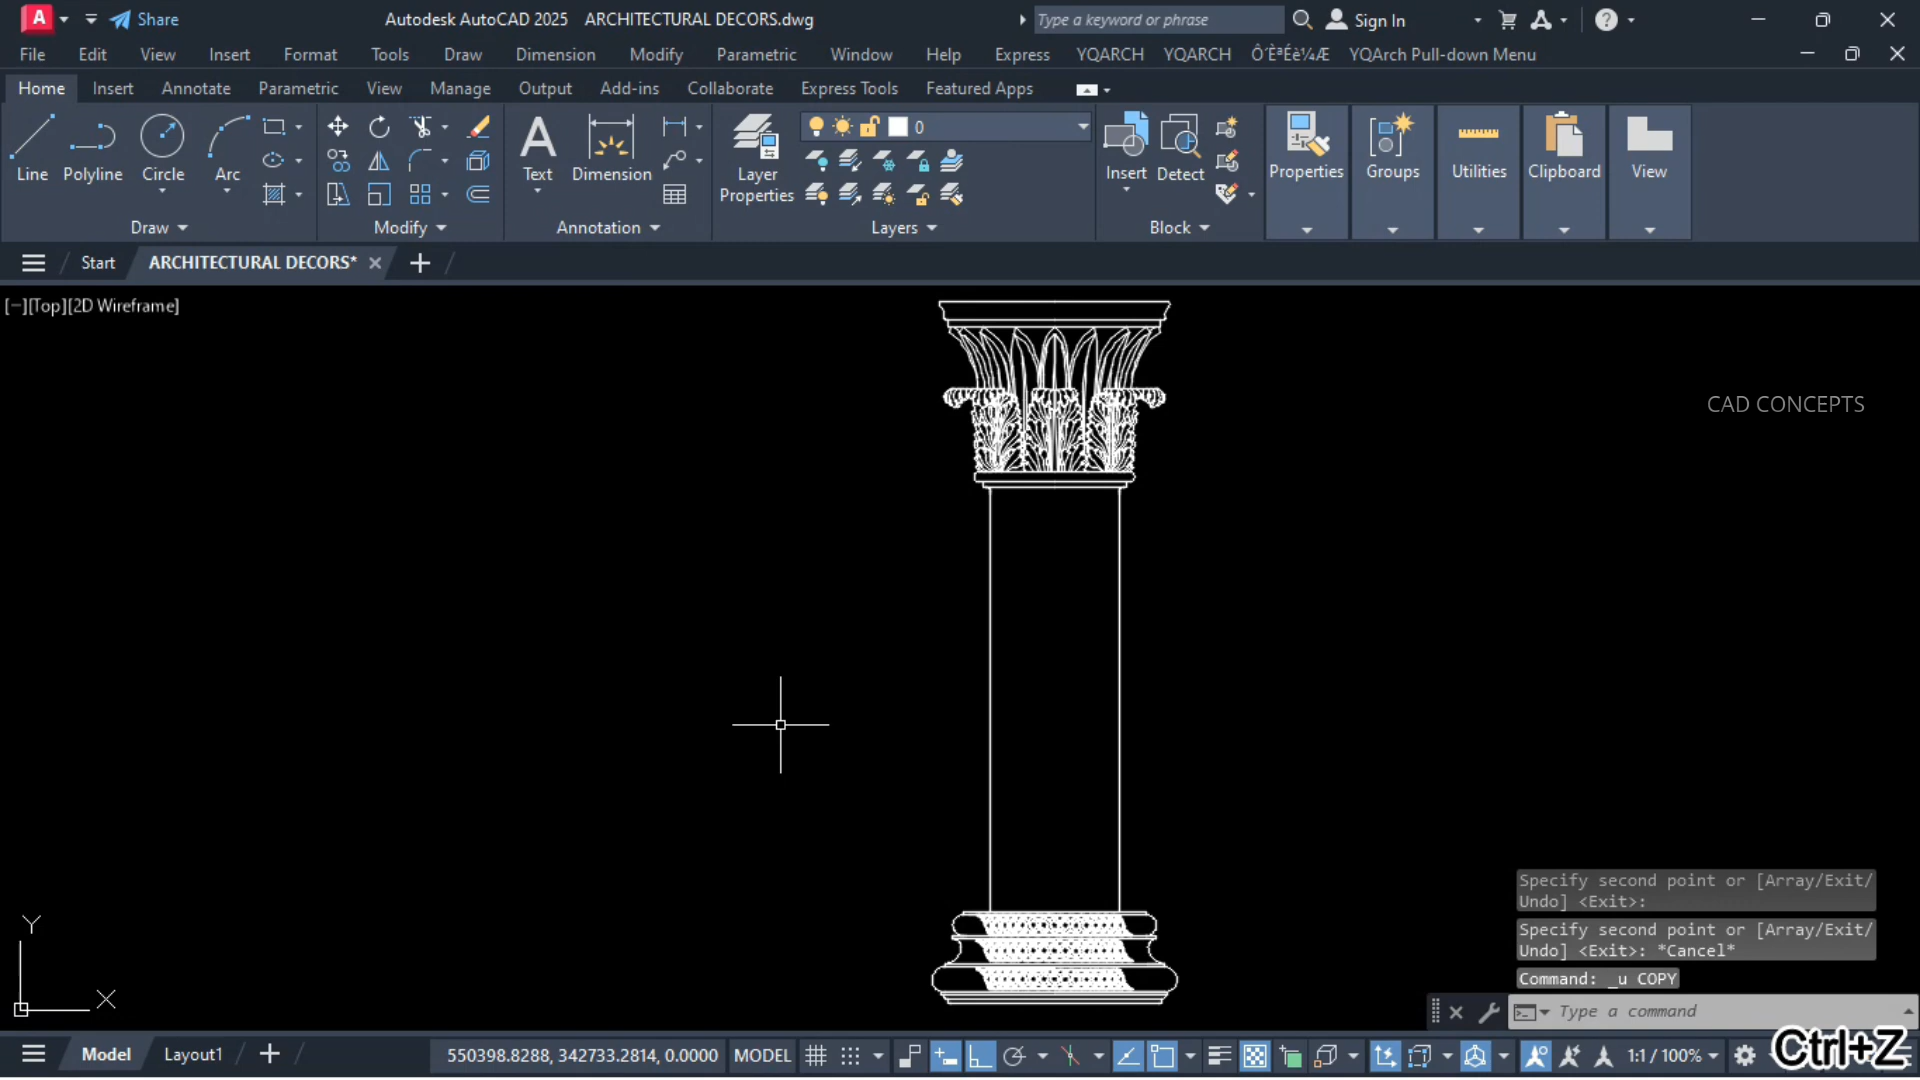 A Share Autodesk AutoCAD 2025 ARCHITECTURAL DECORS.dwg Type a keyword or phrase Sign In ?
File Edit View Insert Format Tools Draw Dimension Modify Parametric Window Help Express YQARCH YQARCH Ô´ÈªÉè¼Æ YQArch Pull-down Menu
Home Insert Annotate Parametric View Manage Output Add-ins Collaborate Express Tools Featured Apps
0
Line Polyline Circle Arc A Text Dimension Layer Properties Insert Detect Properties Groups Utilities Clipboard View
Draw Modify Annotation Layers Block
Start ARCHITECTURAL DECORS* +
[−][Top][2D Wireframe]
CAD CONCEPTS
Specify second point or [Array/Exit/
Undo] <Exit>:
Specify second point or [Array/Exit/
Undo] <Exit>: *Cancel*
Command: _u COPY
Y
X
Type a command
Model Layout1 + 550398.8288, 342733.2814, 0.0000 MODEL 1:1 / 100% Ctrl+Z